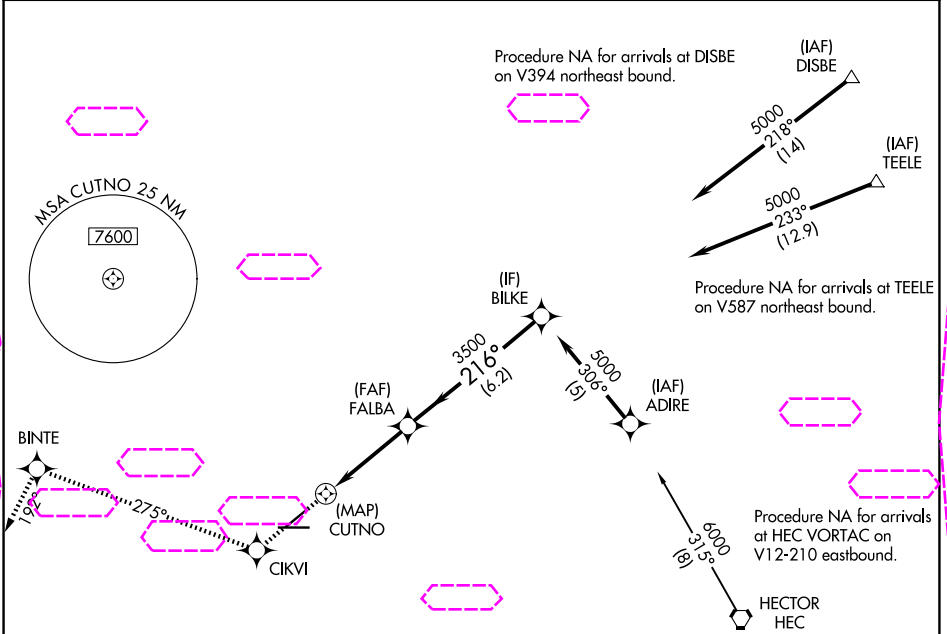 Procedure NA for arrivals at DISBE
on V394 northeast bound.
(IAF)
DISBE
5000
218°
(14)
(IAF)
TEELE
5000
233°
(12.9)
Procedure NA for arrivals at TEELE
on V587 northeast bound.
MSA CUTNO 25 NM
7600
(IF)
BILKE
3500
216°
(6.2)
5000
306°
(5)
(FAF)
FALBA
(IAF)
ADIRE
BINTE
192°
275°
(MAP)
CUTNO
CIKVI
6000
315°
(8)
Procedure NA for arrivals
at HEC VORTAC on
V12-210 eastbound.
HECTOR
HEC